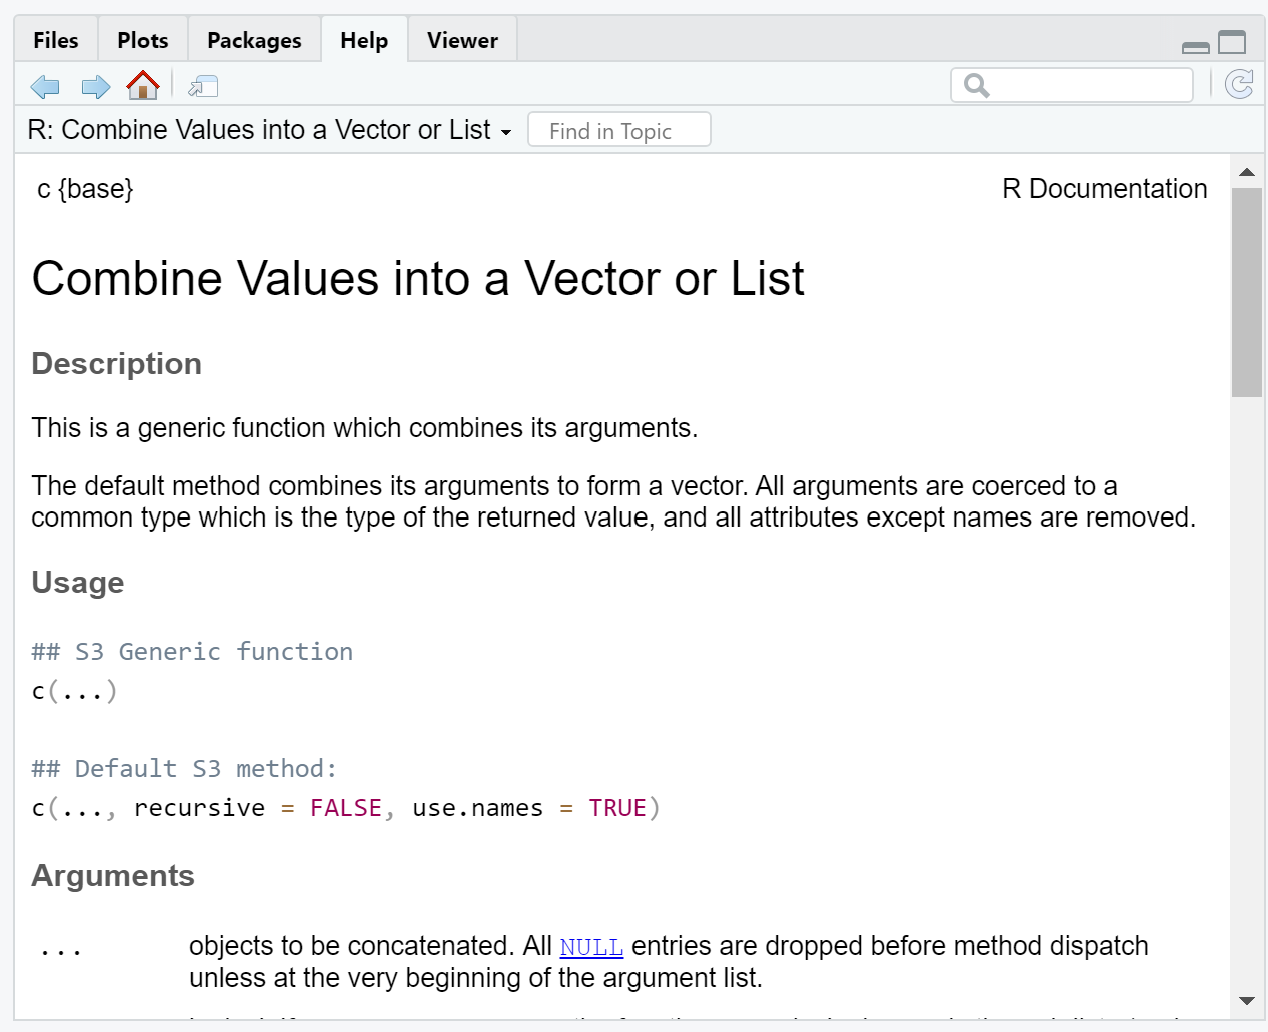 Files Plots Packages Help Viewer
R: Combine Values into a Vector or List Find in Topic
c {base} R Documentation
Combine Values into a Vector or List
Description
This is a generic function which combines its arguments.
The default method combines its arguments to form a vector. All arguments are coerced to a
common type which is the type of the returned value, and all attributes except names are removed.
Usage
## S3 Generic function
c(...)
## Default S3 method:
c(..., recursive = FALSE, use.names = TRUE)
Arguments
... objects to be concatenated. All NULL entries are dropped before method dispatch
unless at the very beginning of the argument list.